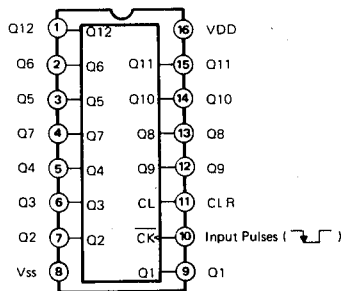 Q12 1 Q12 16 VDD
Q6 2 Q6 Q11 15 Q11
Q5 3 Q5 Q10 14 Q10
Q7 4 Q7 Q8 13 Q8
Q4 5 Q4 Q9 12 Q9
Q3 6 Q3 CL 11 CLR
Q2 7 Q2 CK 10 Input Pulses ( )
Vss 8 Q1 9 Q1